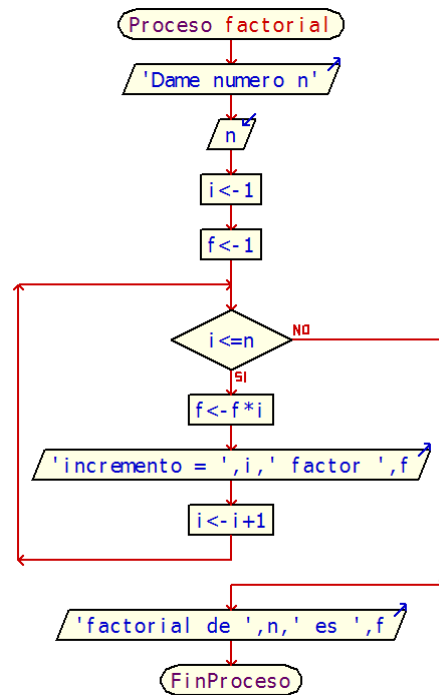 Proceso factorial
'Dame numero n'
n
i<-1
f<-1
i<=n
NO
SI
f<-f*i
'incremento = ',i,' factor ',f
i<-i+1
'factorial de ',n,' es ',f
FinProceso